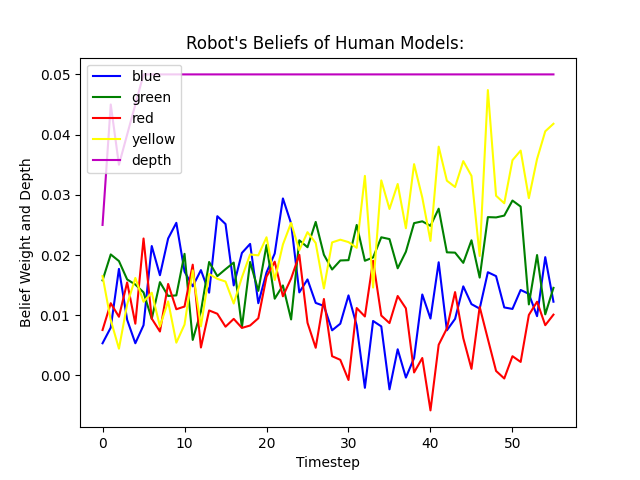 Robot's Beliefs of Human Models:
0.05
0.04
0.03
0.02
0.01
0.00
Belief Weight and Depth
blue
green
red
yellow
depth
0 10 20 30 40 50
Timestep